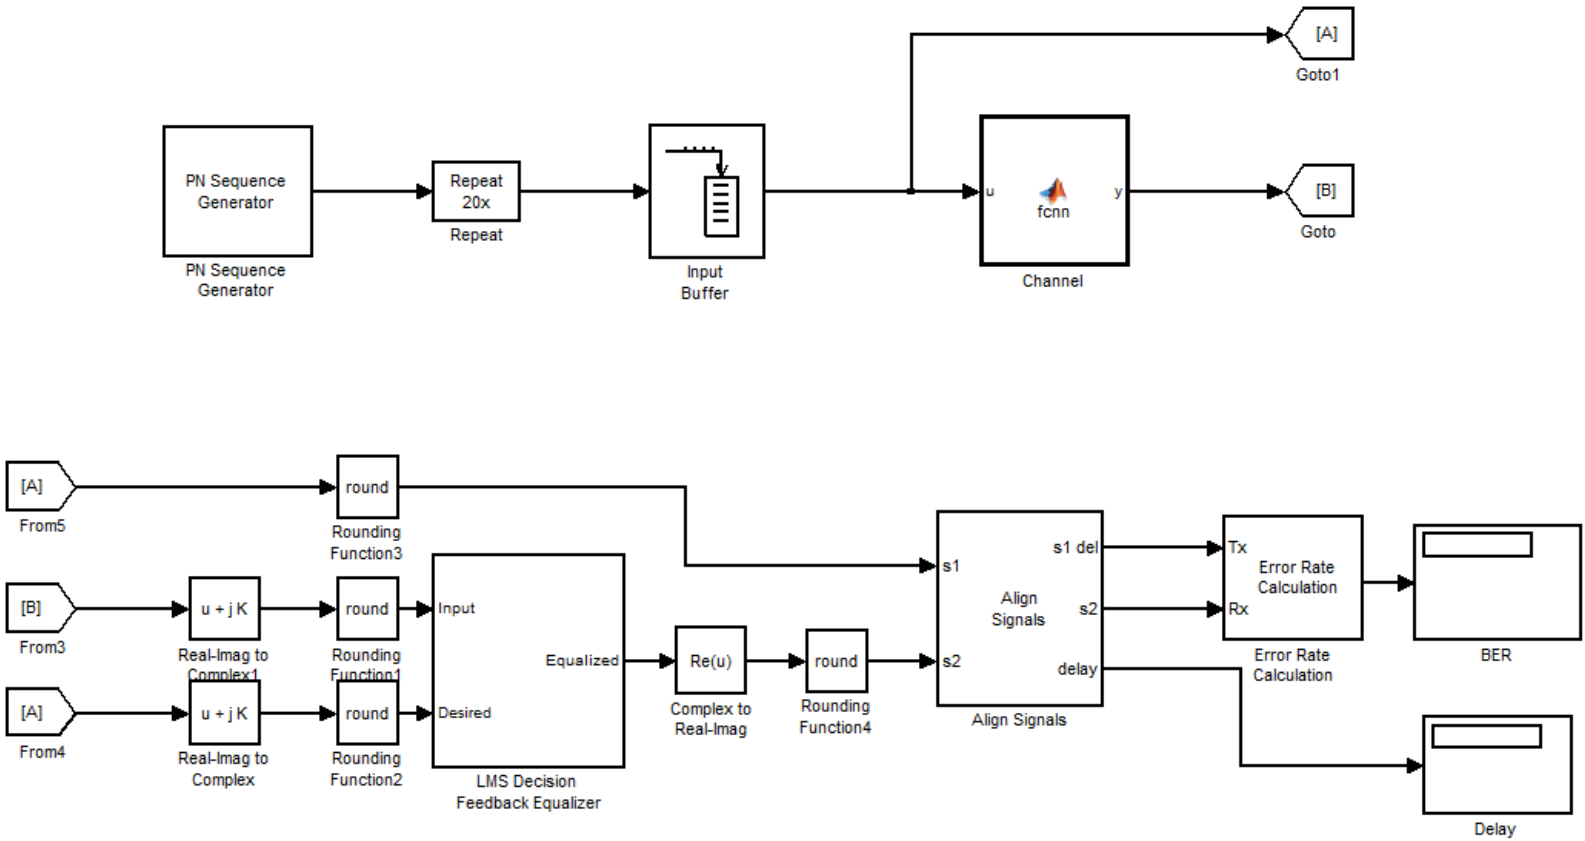 [A]
Goto1
PN Sequence
Generator
PN Sequence
Generator
Repeat
20x
Repeat
Input
Buffer
u
fcnn
y
Channel
[B]
Goto
[A]
From5
round
Rounding
Function3
[B]
From3
u + j K
Real-Imag to
Complex1
round
Rounding
Function1
[A]
From4
u + j K
Real-Imag to
Complex
round
Rounding
Function2
Input
Desired
Equalized
LMS Decision
Feedback Equalizer
Re(u)
Complex to
Real-Imag
round
Rounding
Function4
s1
s2
Align
Signals
s1 del
s2
delay
Align Signals
Tx
Rx
Error Rate
Calculation
Error Rate
Calculation
BER
Delay